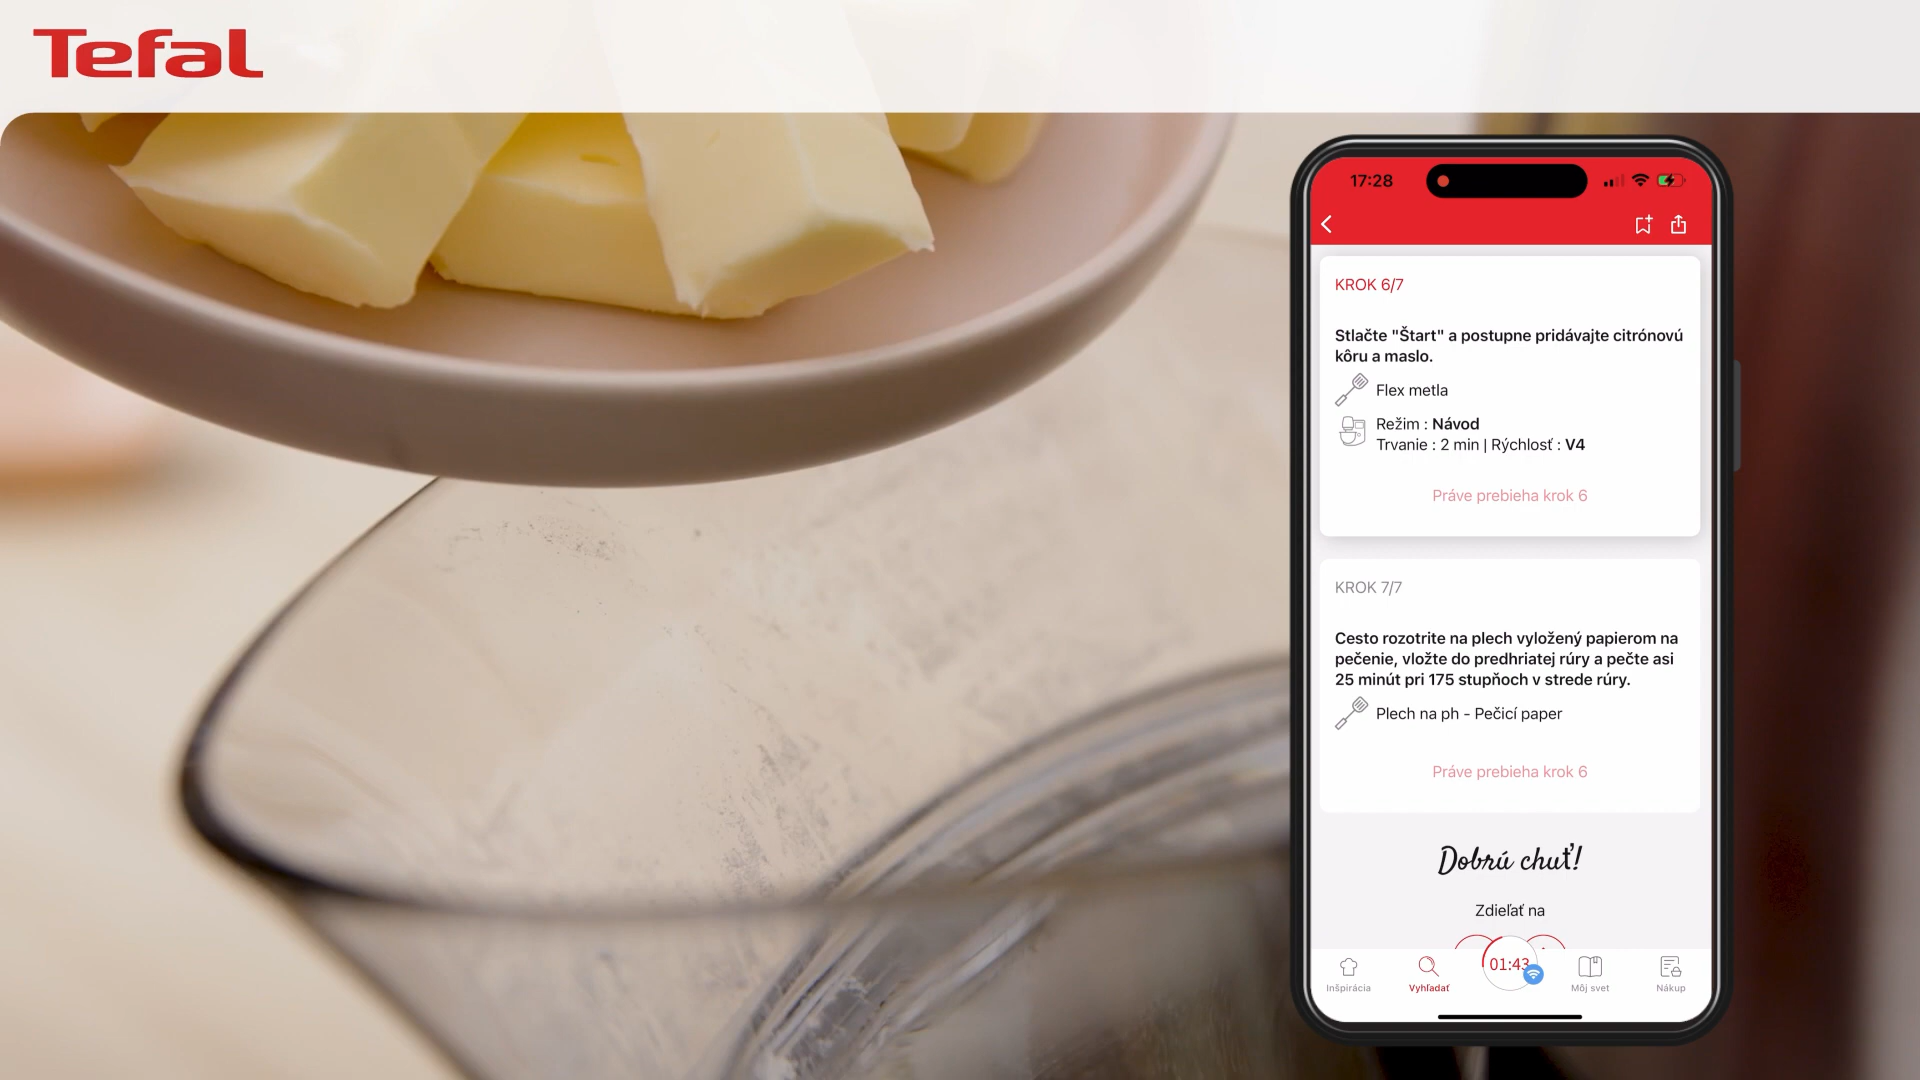 Tefal
17:28
KROK 6/7
Stlačte "Štart" a postupne pridávajte citrónovú
kôru a maslo.
Flex metla
Režim : Návod
Trvanie : 2 min | Rýchlosť : V4
Práve prebieha krok 6
KROK 7/7
Cesto rozotrite na plech vyložený papierom na
pečenie, vložte do predhriatej rúry a pečte asi
25 minút pri 175 stupňoch v strede rúry.
Plech na ph - Pečicí paper
Práve prebieha krok 6
Dobrú chuť!
Zdieľať na
01:43
Inšpirácia
Vyhľadať
Môj svet
Nákup